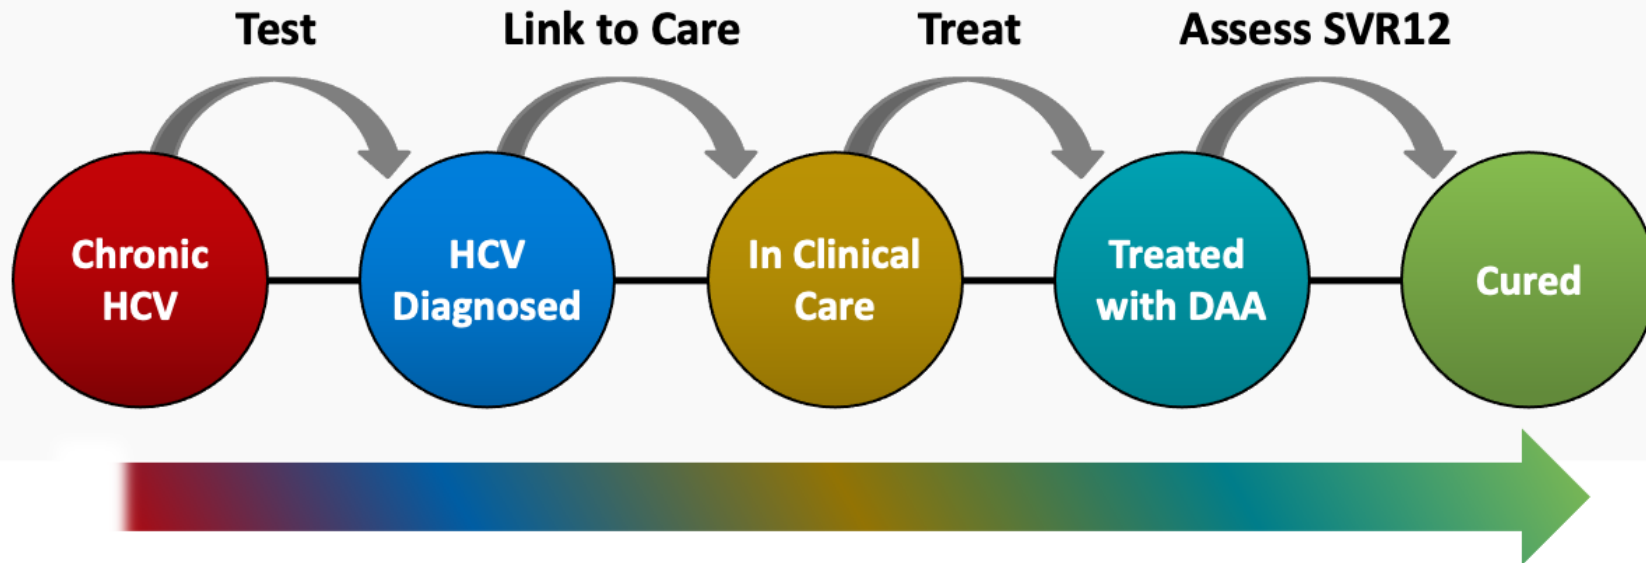 Test
Link to Care
Treat
Assess SVR12
Chronic
HCV
HCV
Diagnosed
In Clinical
Care
Treated
with DAA
Cured